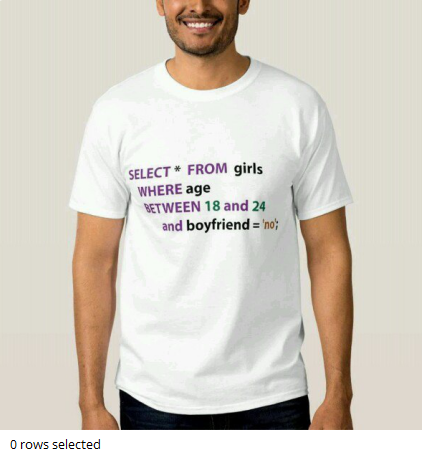 SELECT * FROM girls
WHERE age
BETWEEN 18 and 24
and boyfriend = 'no';
0 rows selected